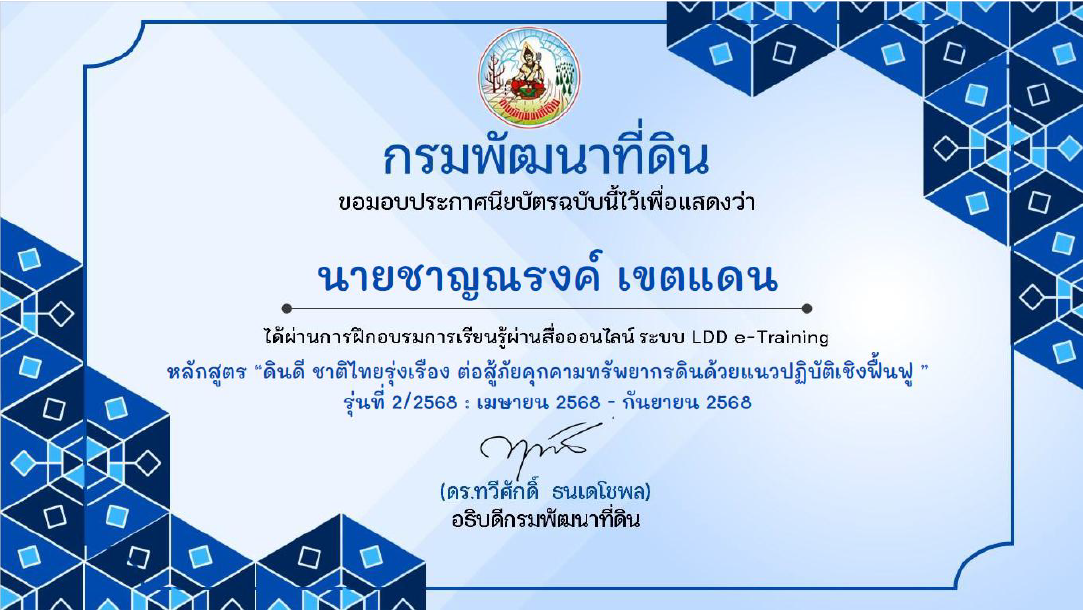 กรมพัฒนาที่ดิน
กรมพัฒนาที่ดิน
ขอมอบประกาศนียบัตรฉบับนี้ไว้เพื่อแสดงว่า
นายชาญณรงค์ เขตแดน
ได้ผ่านการฝึกอบรมการเรียนรู้ผ่านสื่อออนไลน์ ระบบ LDD e-Training
หลักสูตร “ดินดี ชาติไทยรุ่งเรือง ต่อสู้ภัยคุกคามทรัพยากรดินด้วยแนวปฏิบัติเชิงฟื้นฟู ”
รุ่นที่ 2/2568 : เมษายน 2568 - กันยายน 2568
(ดร.ทวีศักดิ์ ธนเดโชพล)
อธิบดีกรมพัฒนาที่ดิน